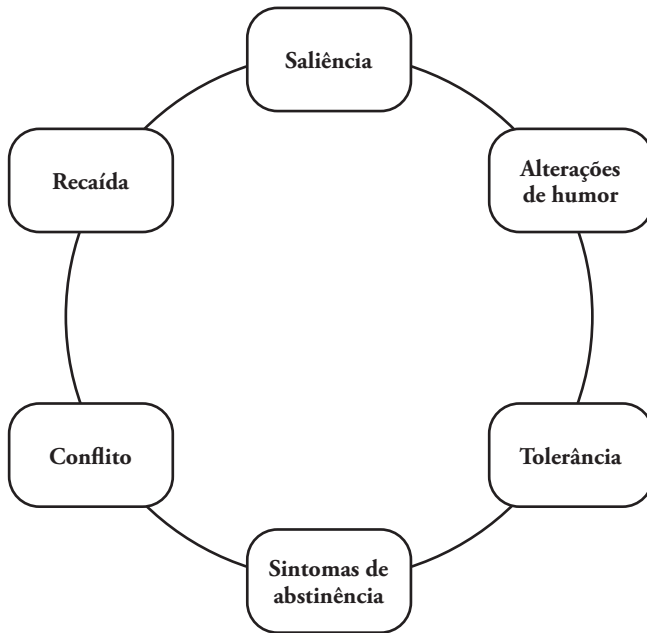 Saliência
Alterações
de humor
Tolerância
Sintomas de
abstinência
Conflito
Recaída